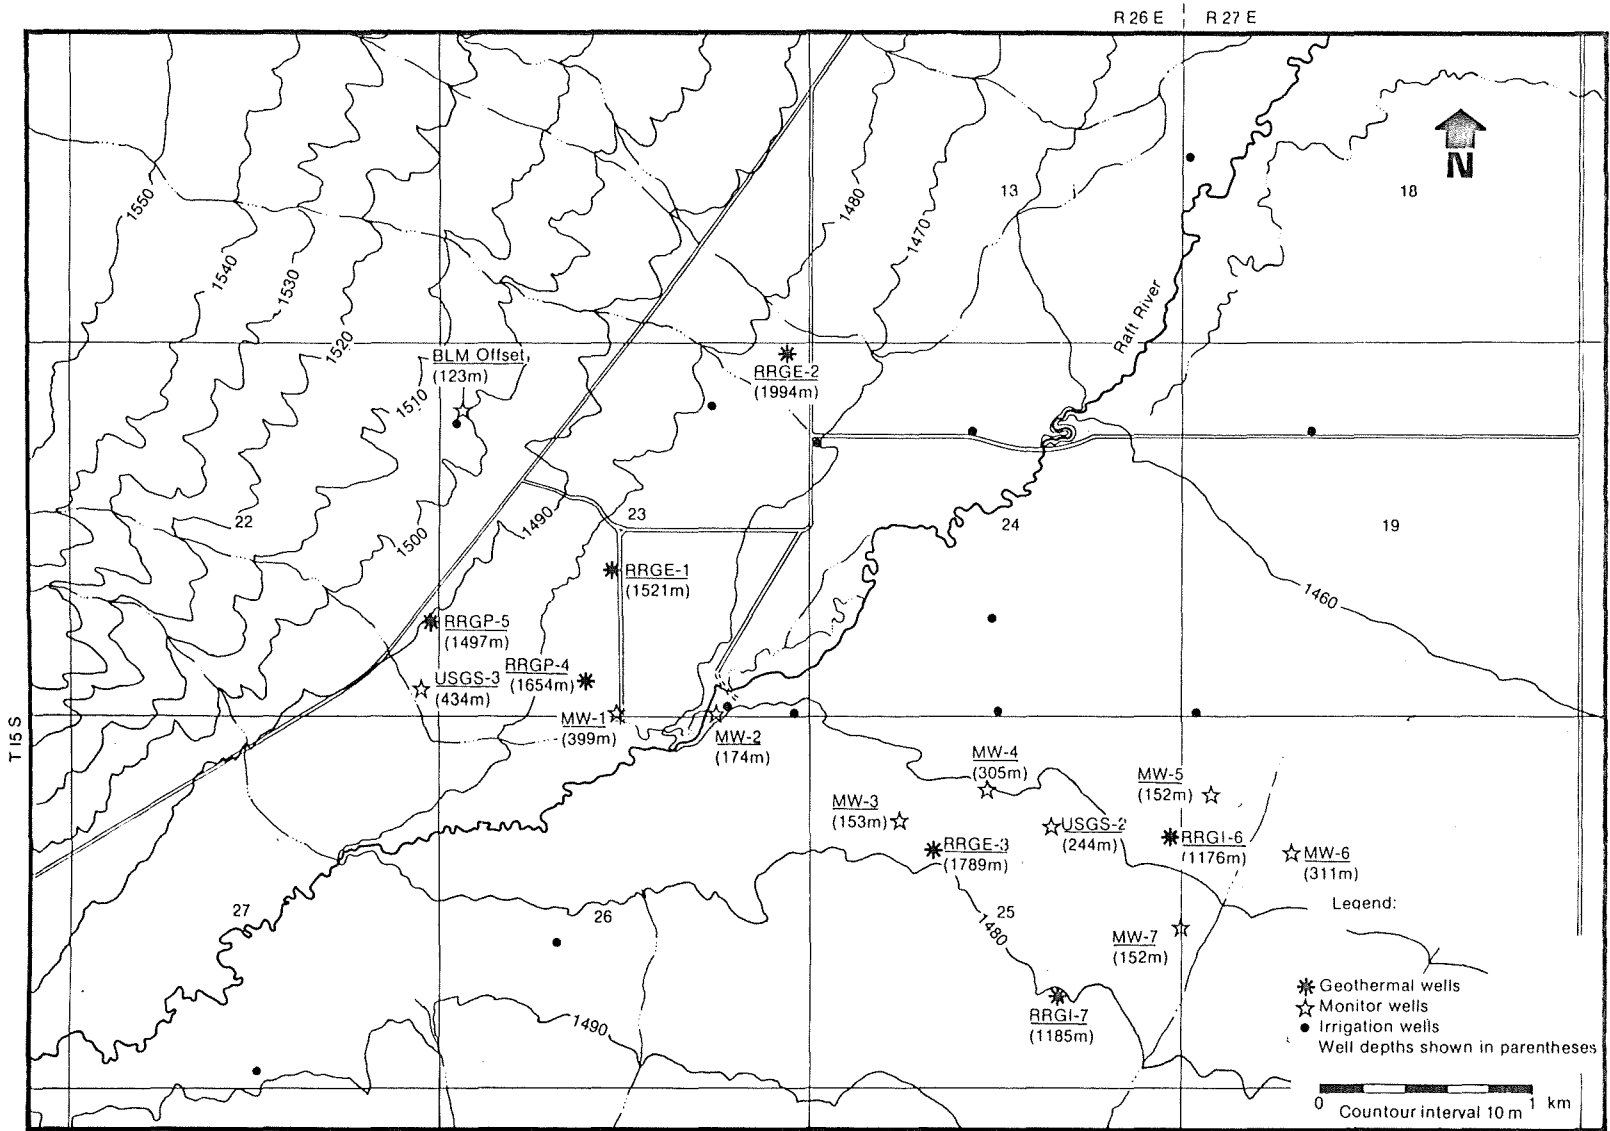 R 26 E
R 27 E
N
13
18
1550
1480
1470
1540
1530
1520
Raft River
BLM Offset
(123m)
RRGE-2
(1994m)
1510
22
23
24
19
1500
1490
RRGE-1
(1521m)
1460
RRGP-5
(1497m)
RRGP-4
(1654m)
USGS-3
(434m)
MW-1
(399m)
MW-2
(174m)
T 15 S
MW-4
(305m)
MW-5
(152m)
MW-3
(153m)
USGS-2
(244m)
RRGE-3
(1789m)
RRGI-6
(1176m)
MW-6
(311m)
27
26
25
1480
MW-7
(152m)
RRGI-7
(1185m)
1490
Legend:
Geothermal wells
Monitor wells
Irrigation wells
Well depths shown in parentheses
0 1 km
Countour interval 10 m